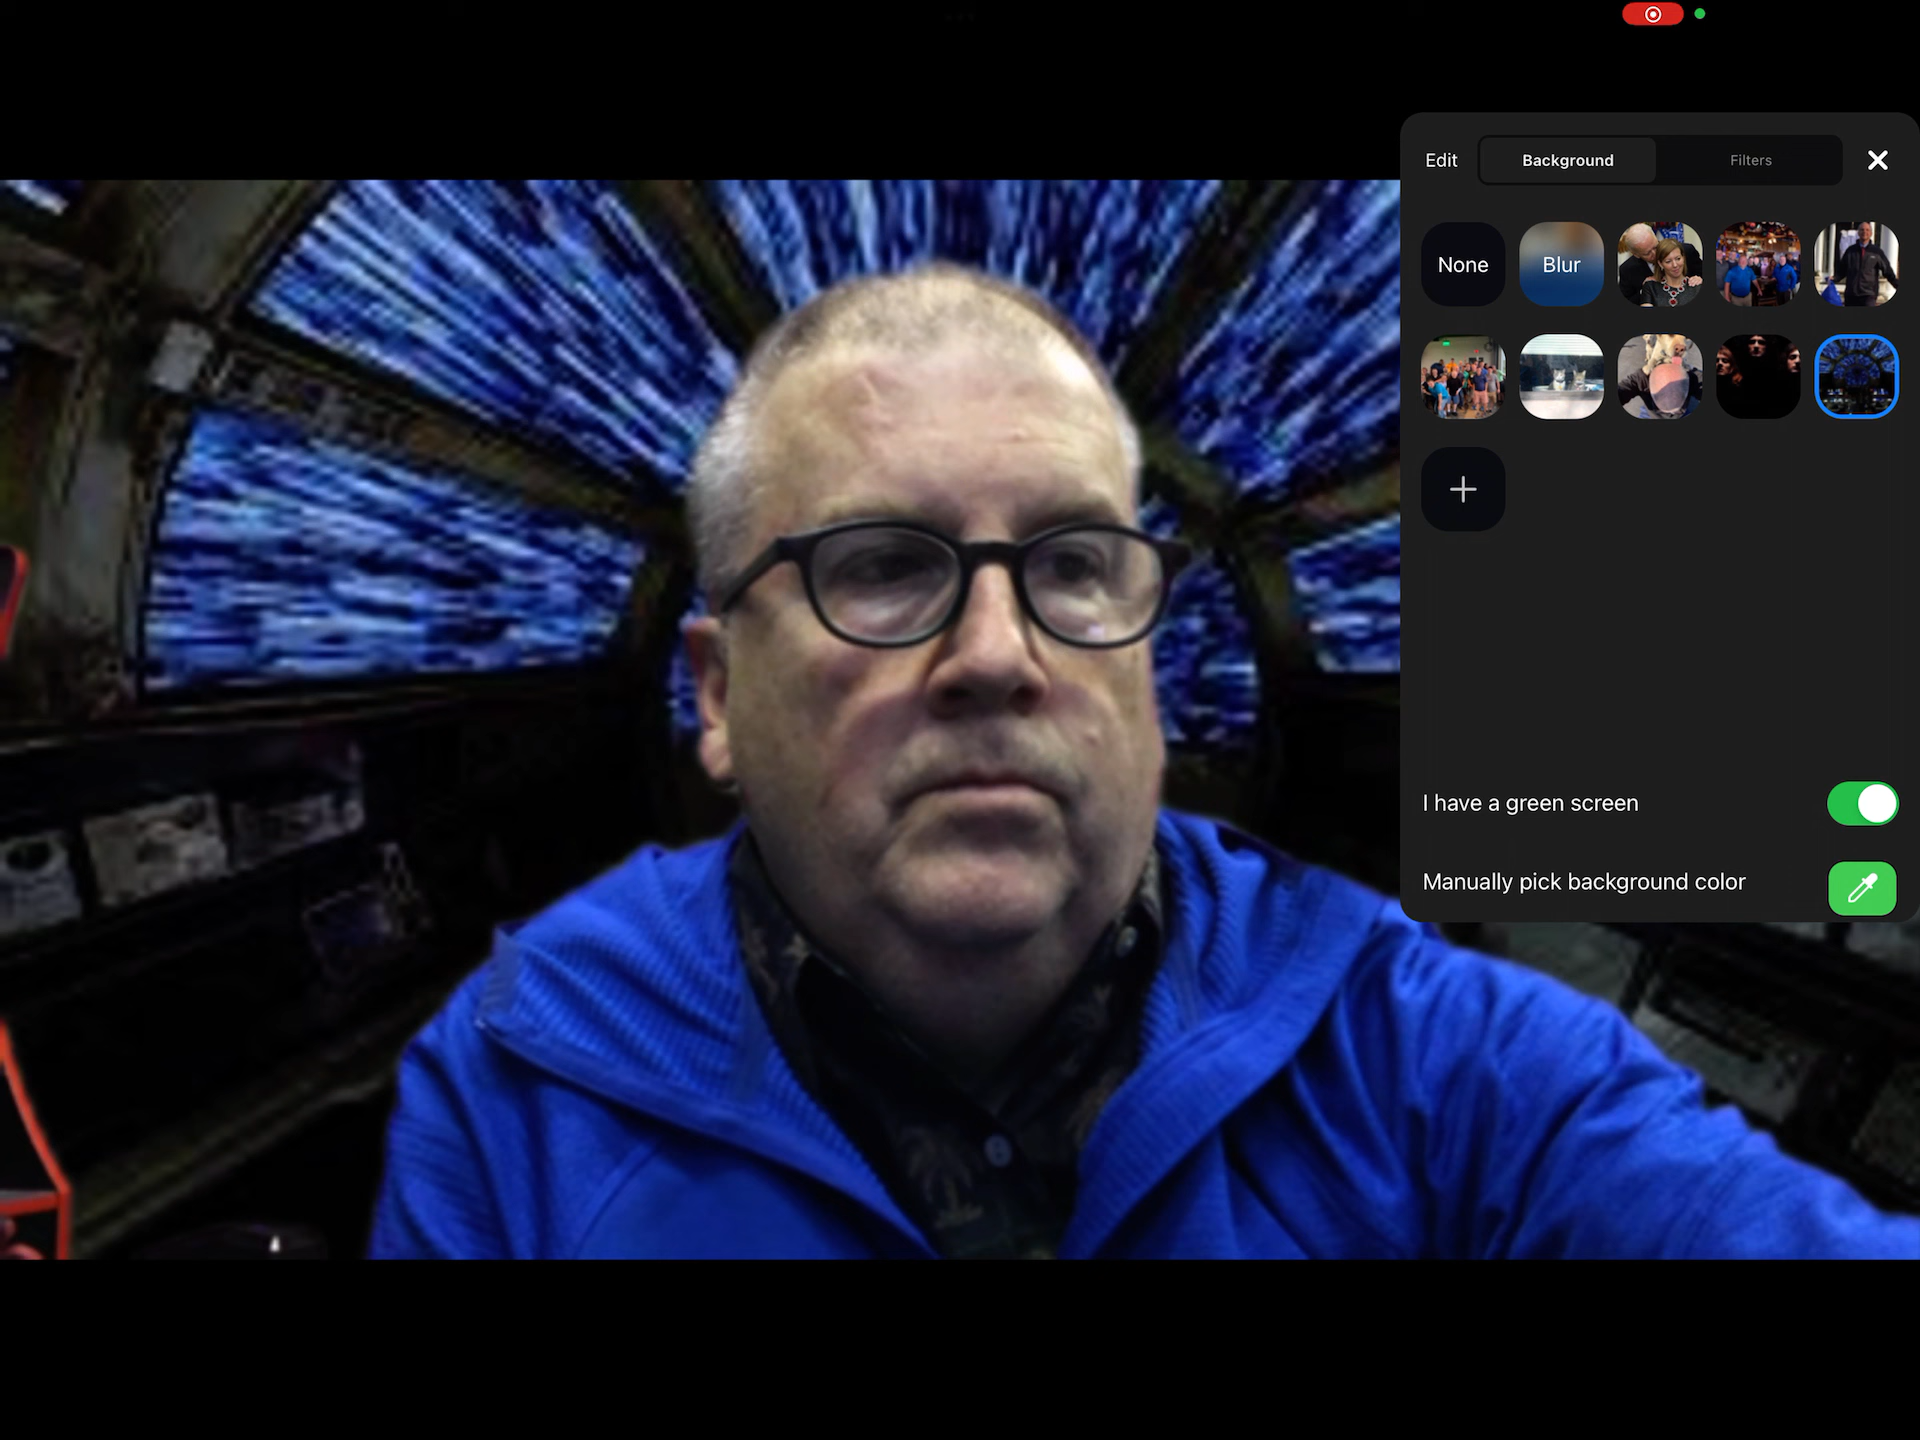 Edit
Background
Filters
None
Blur
I have a green screen
Manually pick background color